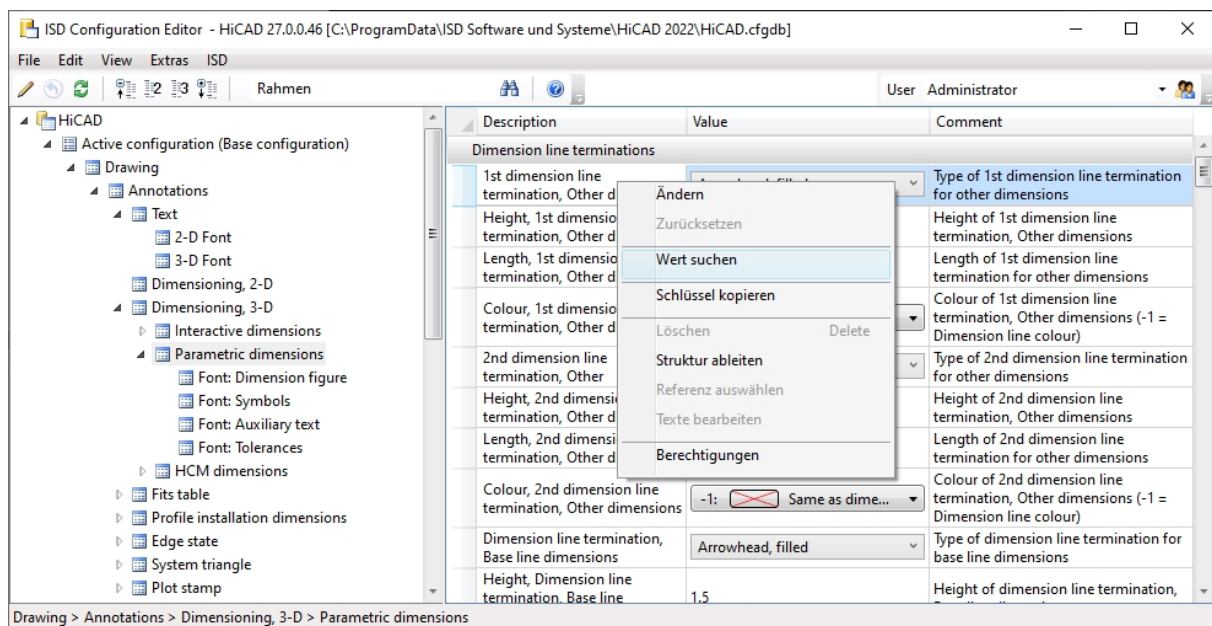 ISD Configuration Editor - HiCAD 27.0.0.46 [C:\ProgramData\ISD Software und Systeme\HiCAD 2022\HiCAD.cfgdb]
File Edit View Extras ISD
Rahmen
User Administrator
HiCAD
Active configuration (Base configuration)
Drawing
Annotations
Text
2-D Font
3-D Font
Dimensioning, 2-D
Dimensioning, 3-D
Interactive dimensions
Parametric dimensions
Font: Dimension figure
Font: Symbols
Font: Auxiliary text
Font: Tolerances
HCM dimensions
Fits table
Profile installation dimensions
Edge state
System triangle
Plot stamp
Description Value Comment
Dimension line terminations
1st dimension line
termination, Other d
Type of 1st dimension line termination
for other dimensions
Height, 1st dimensio
termination, Other d
Height of 1st dimension line
termination, Other dimensions
Length, 1st dimensio
termination, Other d
Length of 1st dimension line
termination for other dimensions
Colour, 1st dimensio
termination, Other d
Colour of 1st dimension line
termination, Other dimensions (-1 =
Dimension line colour)
2nd dimension line
termination, Other
Type of 2nd dimension line termination
for other dimensions
Height, 2nd dimensi
termination, Other d
Height of 2nd dimension line
termination, Other dimensions
Length, 2nd dimensi
termination, Other d
Length of 2nd dimension line
termination for other dimensions
Colour, 2nd dimension line
termination, Other dimensions
-1: Same as dime...
Colour of 2nd dimension line
termination, Other dimensions (-1 =
Dimension line colour)
Dimension line termination,
Base line dimensions
Arrowhead, filled
Type of dimension line termination for
base line dimensions
Height, Dimension line
termination, Base line
1.5
Height of dimension line termination,
Ändern
Zurücksetzen
Wert suchen
Schlüssel kopieren
Löschen Delete
Struktur ableiten
Referenz auswählen
Texte bearbeiten
Berechtigungen
Drawing > Annotations > Dimensioning, 3-D > Parametric dimensions